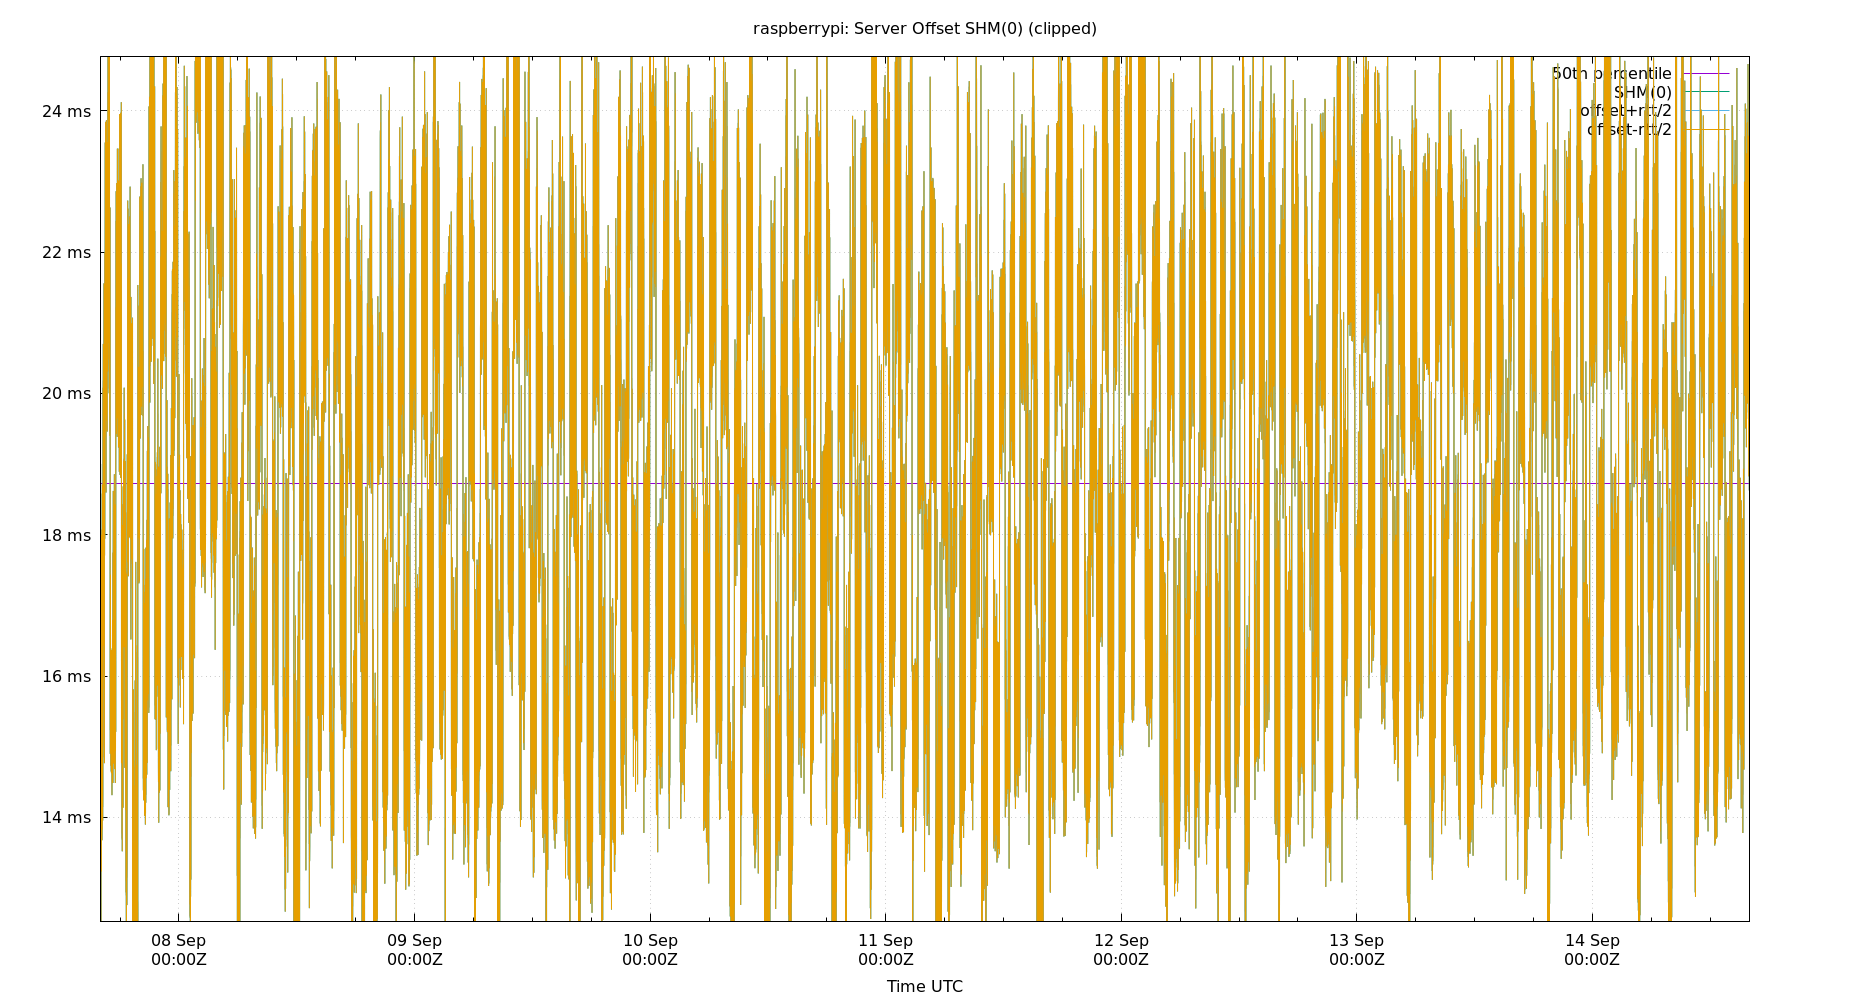 raspberrypi: Server Offset SHM(0) (clipped)
50th percentile
SHM(0)
offset+rtt/2
offset-rtt/2
24 ms
22 ms
20 ms
18 ms
16 ms
14 ms
08 Sep 09 Sep 10 Sep 11 Sep 12 Sep 13 Sep 14 Sep
00:00Z 00:00Z 00:00Z 00:00Z 00:00Z 00:00Z 00:00Z
Time UTC